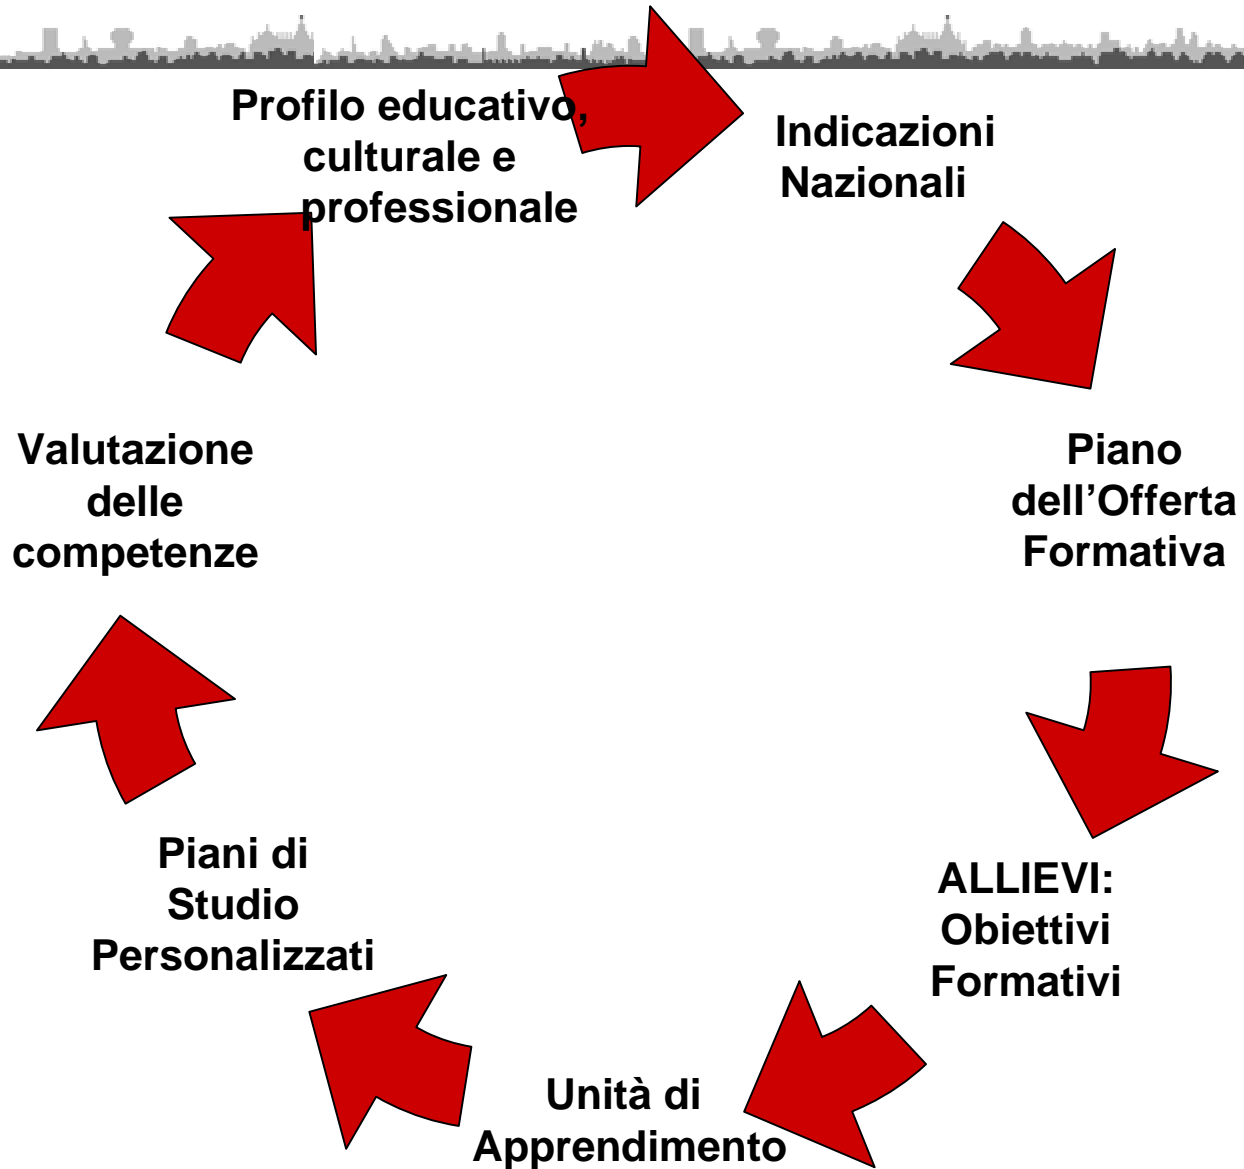 Profilo educativo,
culturale e
professionale
Indicazioni
Nazionali
Piano
dell’Offerta
Formativa
ALLIEVI:
Obiettivi
Formativi
Unità di
Apprendimento
Piani di
Studio
Personalizzati
Valutazione
delle
competenze